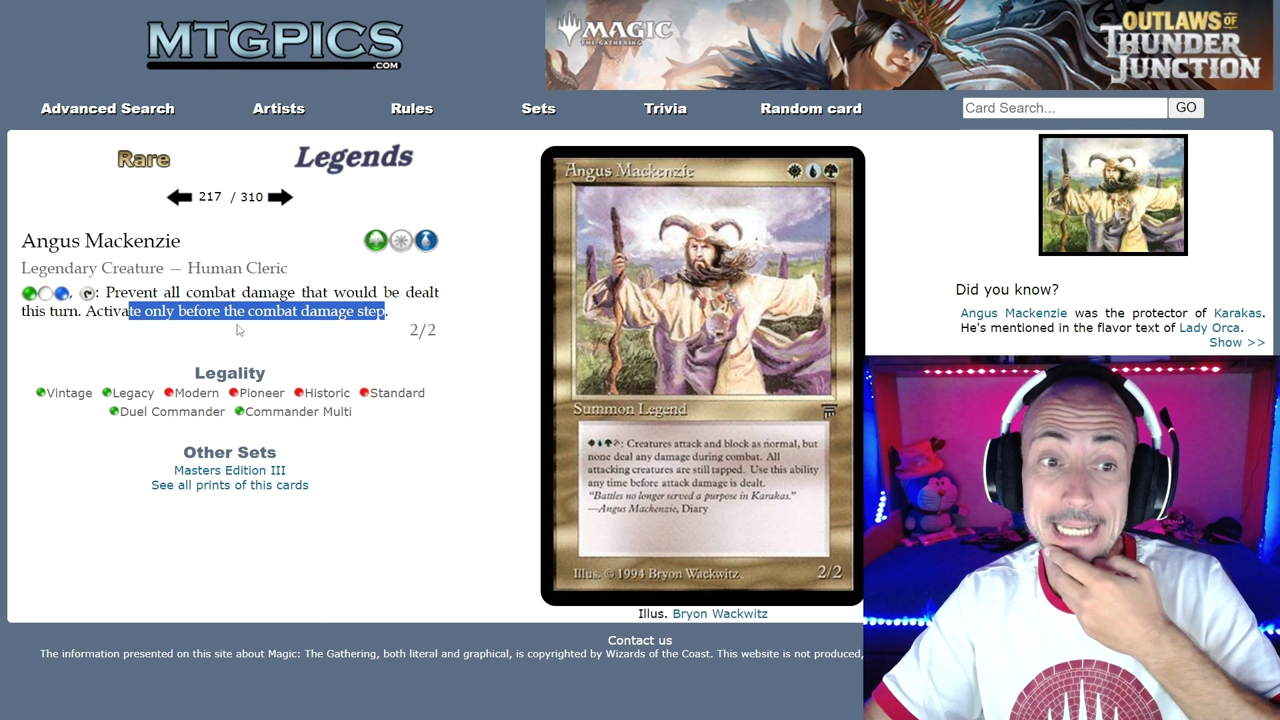 MTGPICS
.COM
MAGIC
THE GATHERING
OUTLAWS OF
THUNDER
JUNCTION
Advanced Search
Artists
Rules
Sets
Trivia
Random card
Card Search...
GO
Rare
Legends
217 / 310
Angus Mackenzie
Legendary Creature — Human Cleric
, : Prevent all combat damage that would be dealt
this turn. Activate only before the combat damage step.
2/2
Legality
Vintage Legacy Modern Pioneer Historic Standard
Duel Commander Commander Multi
Other Sets
Masters Edition III
See all prints of this cards
Angus Mackenzie
Summon Legend
: Creatures attack and block as normal, but
none deal any damage during combat. All
attacking creatures are still tapped. Use this ability
any time before attack damage is dealt.
"Battles no longer served a purpose in Karakas."
—Angus Mackenzie, Diary
Illus. © 1994 Bryon Wackwitz
2/2
Illus. Bryon Wackwitz
Did you know?
Angus Mackenzie was the protector of Karakas.
He's mentioned in the flavor text of Lady Orca.
Show >>
Contact us
The information presented on this site about Magic: The Gathering, both literal and graphical, is copyrighted by Wizards of the Coast. This website is not produced,